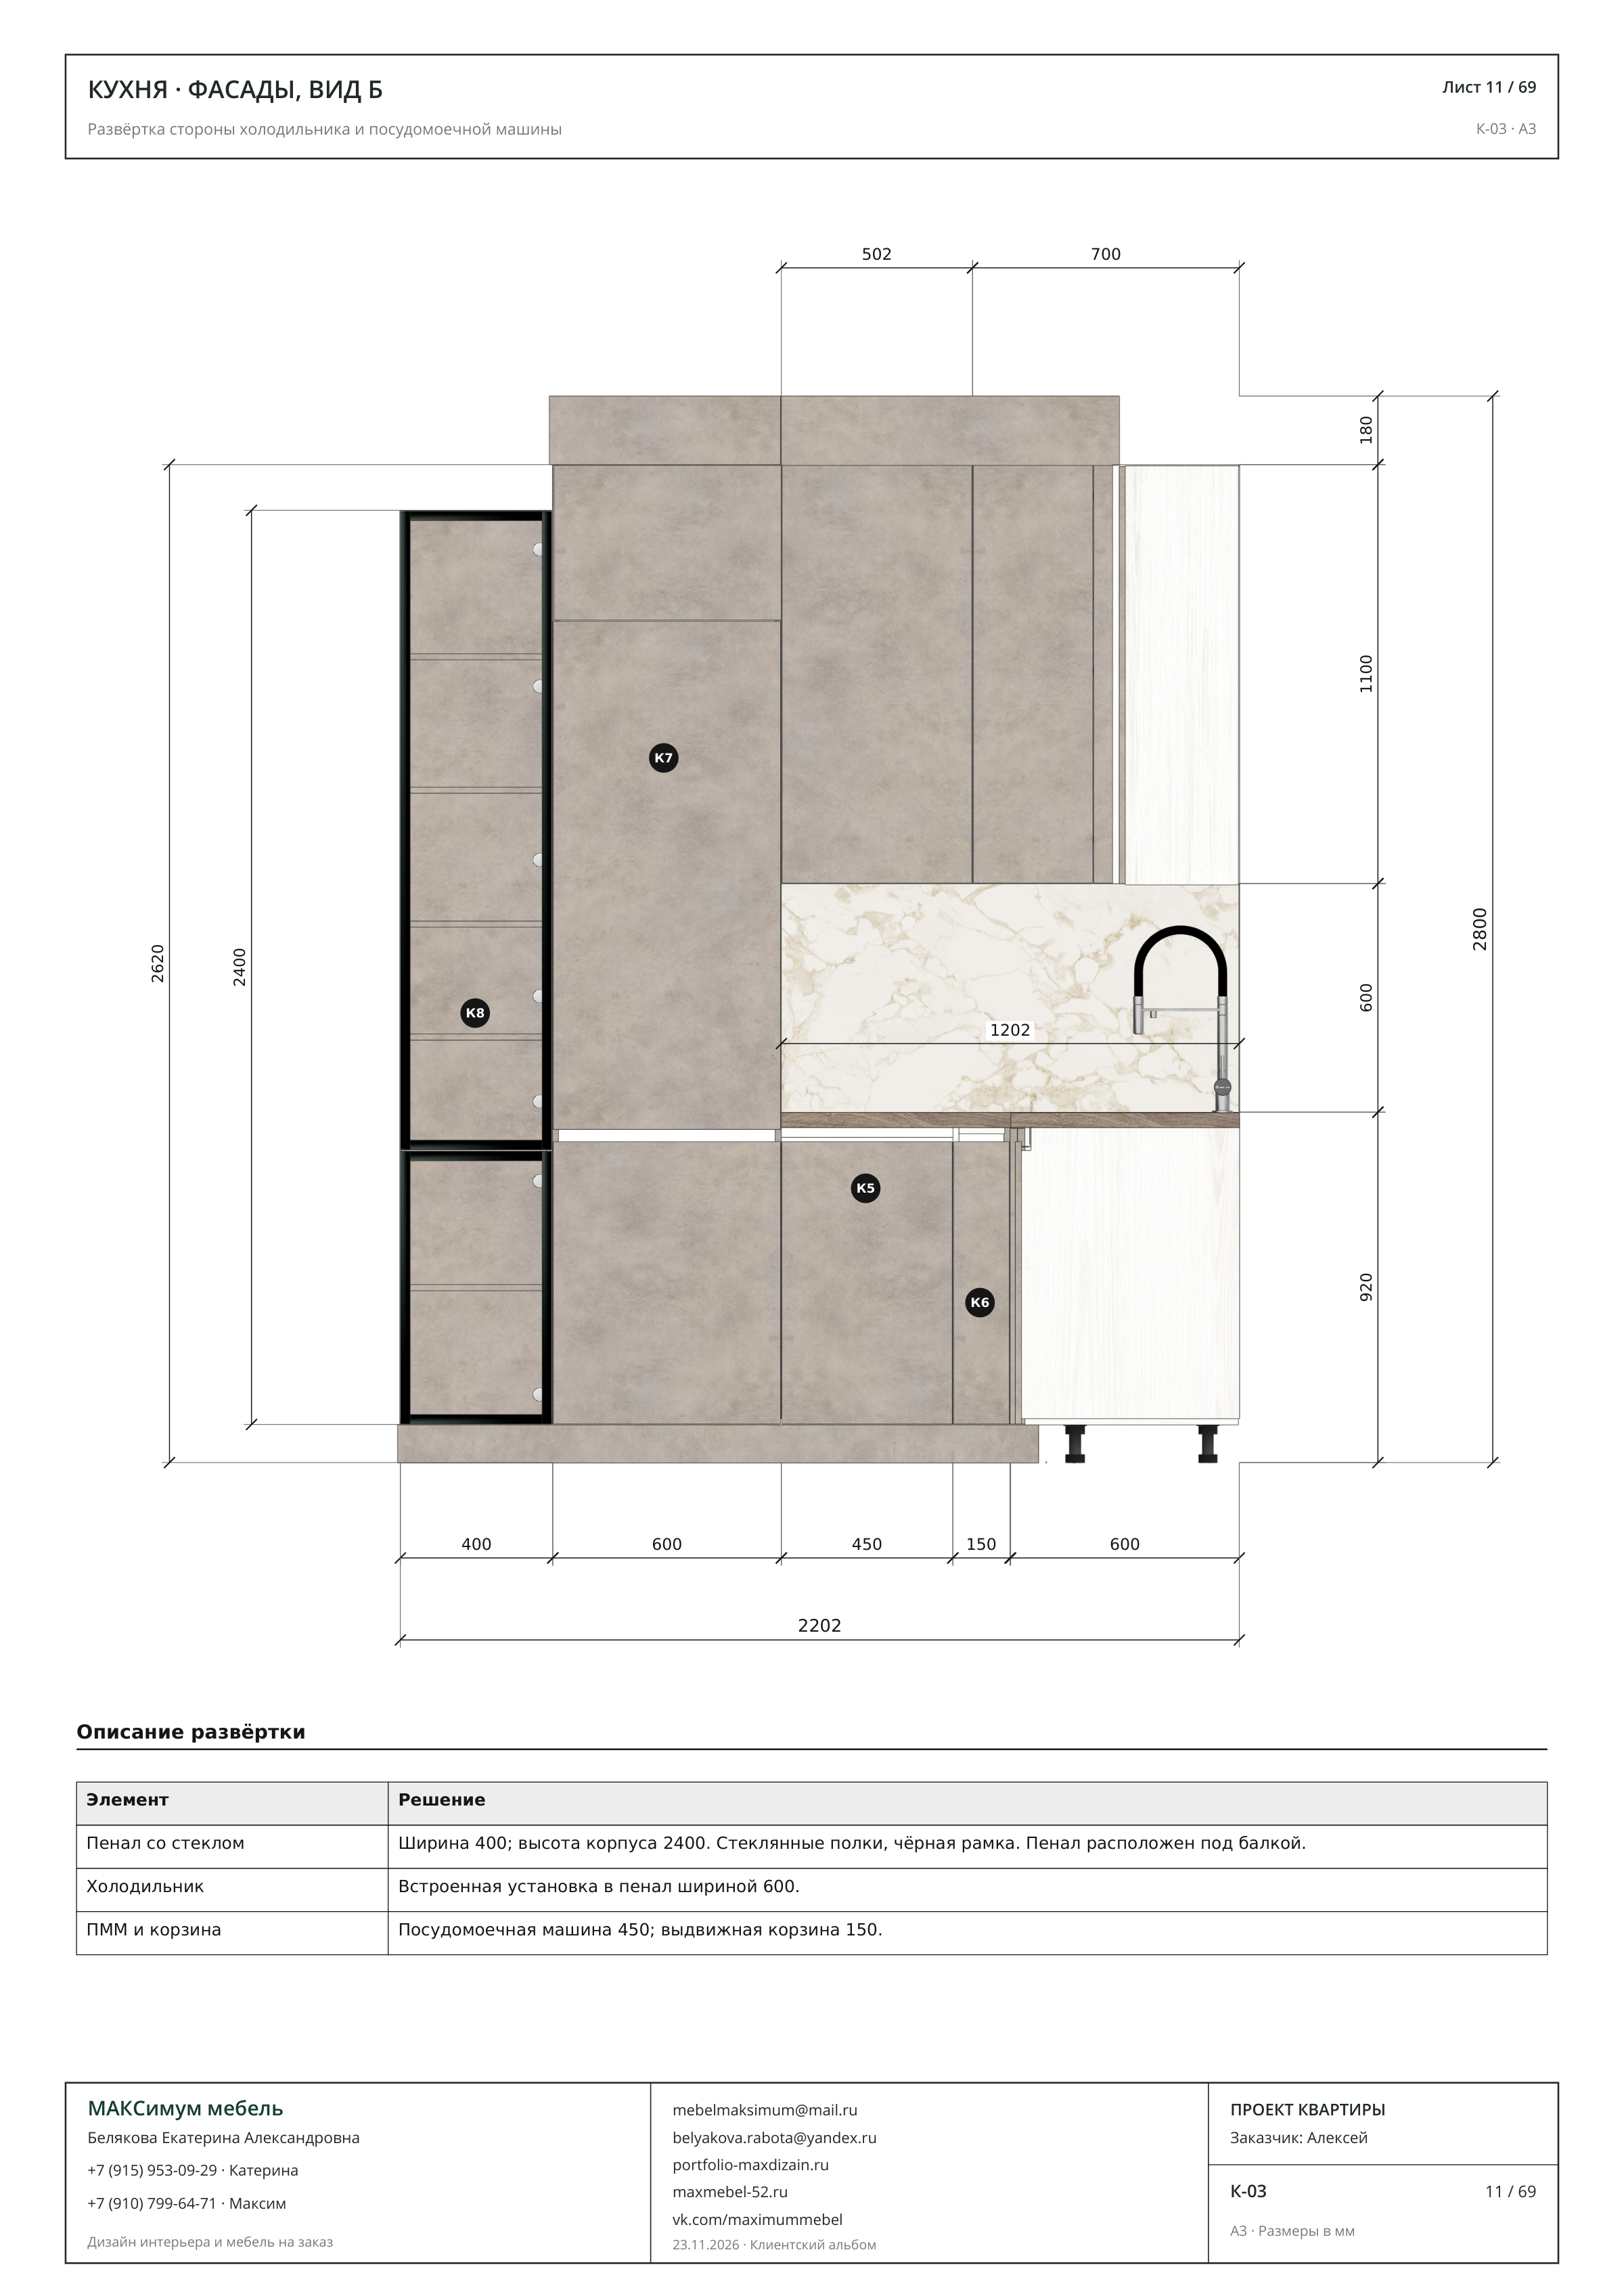 КУХНЯ · ФАСАДЫ, ВИД Б
Лист 11 / 69
Развёртка стороны холодильника и посудомоечной машины
К-03 · А3
502
700
180
1100
2620
2400
2800
600
920
К7
К8
1202
К5
К6
400
600
450
150
600
2202
Описание развёртки
Элемент
Решение
Пенал со стеклом
Ширина 400; высота корпуса 2400. Стеклянные полки, чёрная рамка. Пенал расположен под балкой.
Холодильник
Встроенная установка в пенал шириной 600.
ПММ и корзина
Посудомоечная машина 450; выдвижная корзина 150.
МАКСимум мебель
Белякова Екатерина Александровна
+7 (915) 953-09-29 · Катерина
+7 (910) 799-64-71 · Максим
Дизайн интерьера и мебель на заказ
mebelmaksimum@mail.ru
belyakova.rabota@yandex.ru
portfolio-maxdizain.ru
maxmebel-52.ru
vk.com/maximummebel
23.11.2026 · Клиентский альбом
ПРОЕКТ КВАРТИРЫ
Заказчик: Алексей
К-03
11 / 69
А3 · Размеры в мм